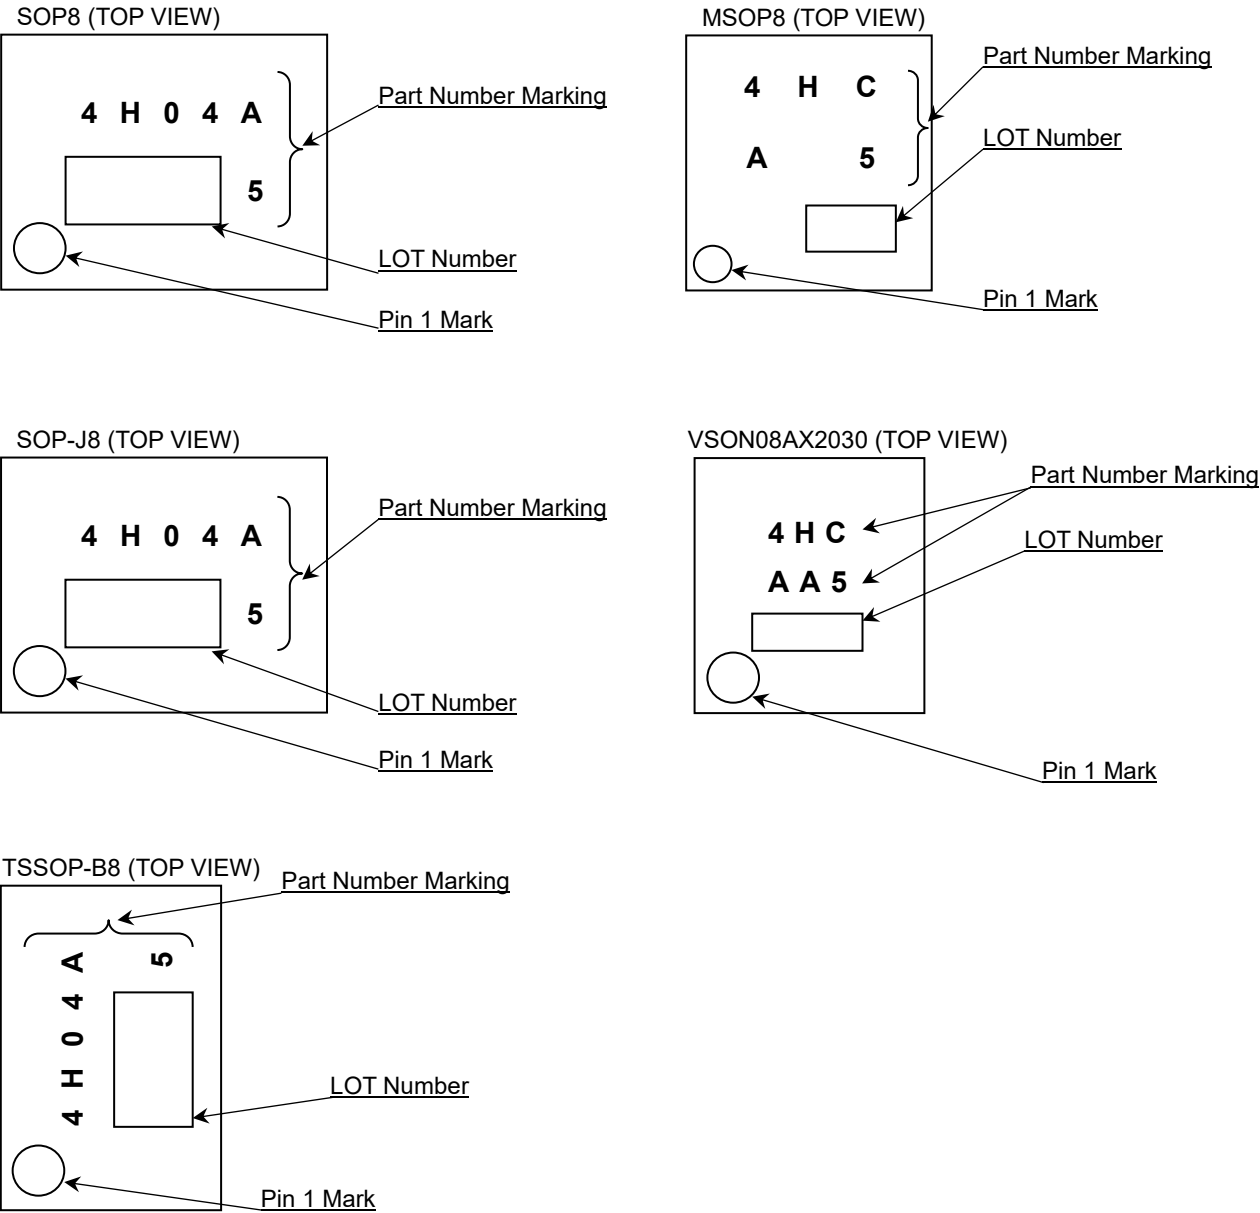 SOP8 (TOP VIEW)
4 H 0 4 A
5
Part Number Marking
LOT Number
Pin 1 Mark
MSOP8 (TOP VIEW)
4 H C
A 5
Part Number Marking
LOT Number
Pin 1 Mark
SOP-J8 (TOP VIEW)
4 H 0 4 A
5
Part Number Marking
LOT Number
Pin 1 Mark
VSON08AX2030 (TOP VIEW)
4 H C
A A 5
Part Number Marking
LOT Number
Pin 1 Mark
TSSOP-B8 (TOP VIEW)
Part Number Marking
4 H 0 4 A
5
LOT Number
Pin 1 Mark